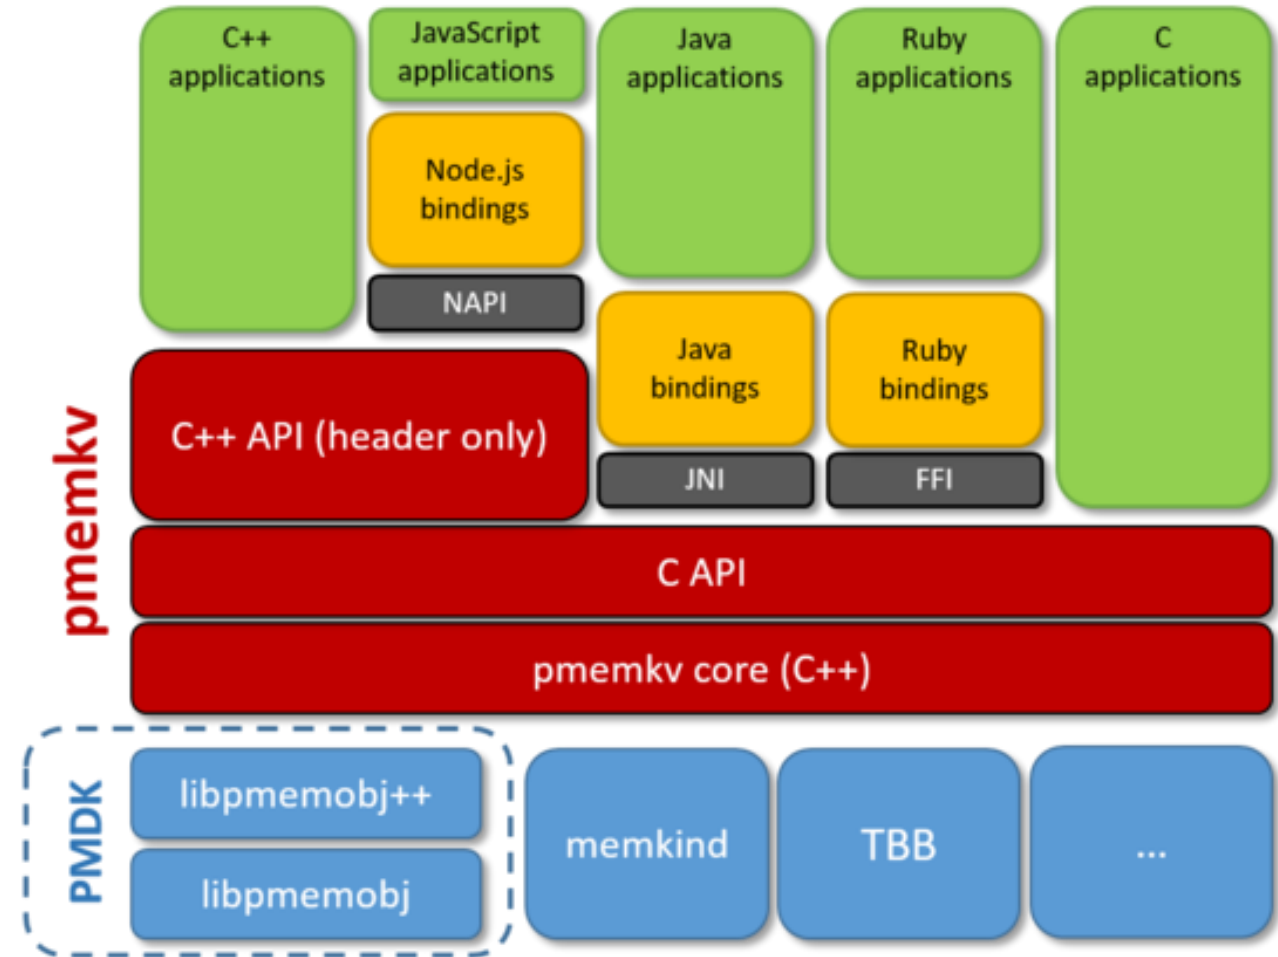 C++
applications
JavaScript
applications
Java
applications
Ruby
applications
C
applications
Node.js
bindings
NAPI
Java
bindings
Ruby
bindings
JNI
FFI
pmemkv
C++ API (header only)
C API
pmemkv core (C++)
PMDK
libpmemobj++
libpmemobj
memkind
TBB
...